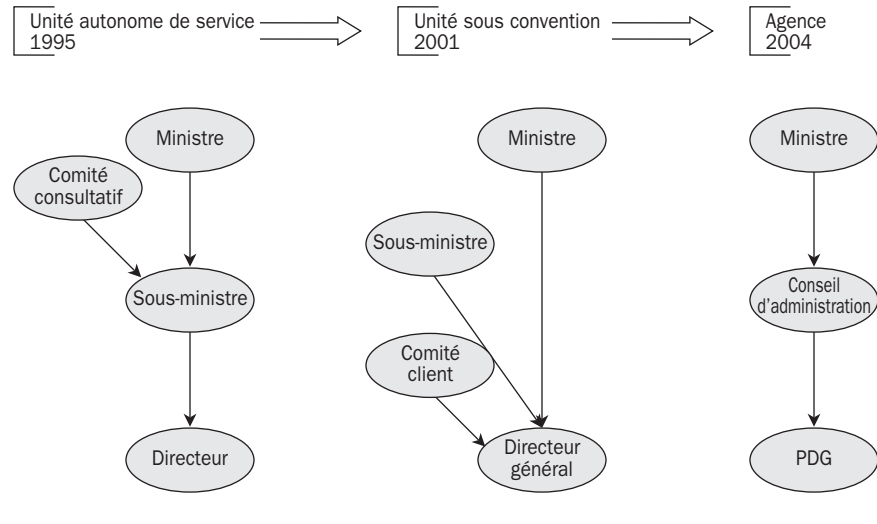 Unité autonome de service
1995
Unité sous convention
2001
Agence
2004
Ministre
Comité
consultatif
Sous-ministre
Directeur
Ministre
Sous-ministre
Comité
client
Directeur
général
Ministre
Conseil
d'administration
PDG